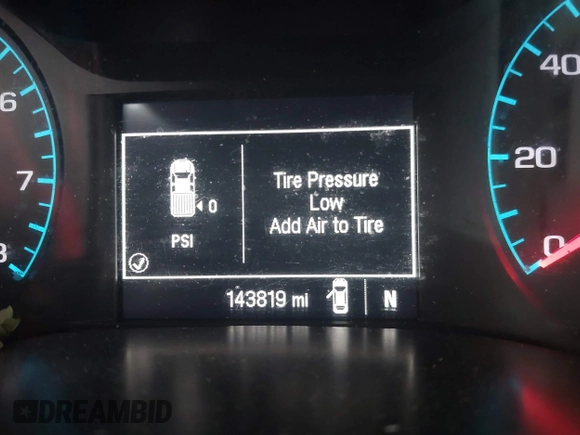 6
7
8
40
20
0
0
PSI
Tire Pressure
Low
Add Air to Tire
143819 mi
N
DREAMBID